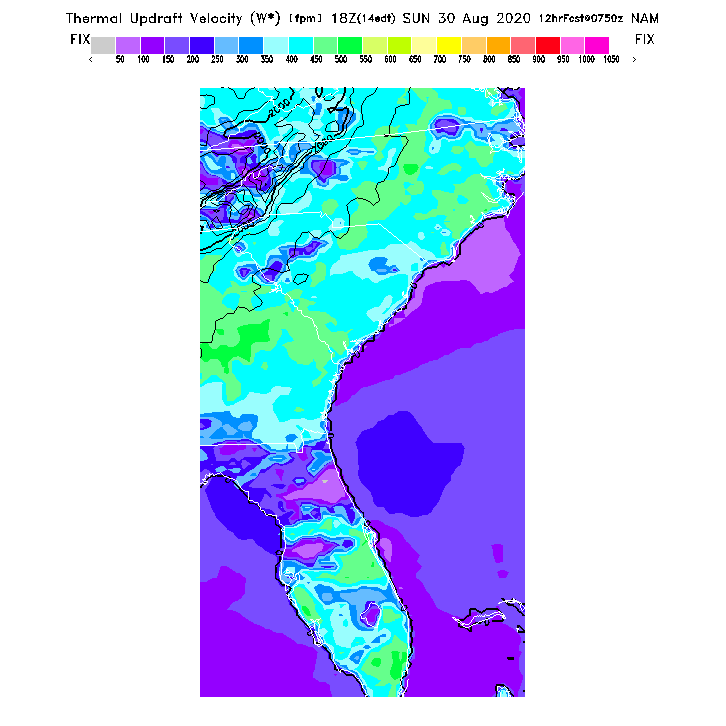 Thermal Updraft Velocity (W*) [fpm] 18Z(14edt) SUN 30 Aug 2020 12hrFcst@0750z NAM
FIX FIX
< 50 100 150 200 250 300 350 400 450 500 550 600 650 700 750 800 850 900 950 1000 1050 >
2000